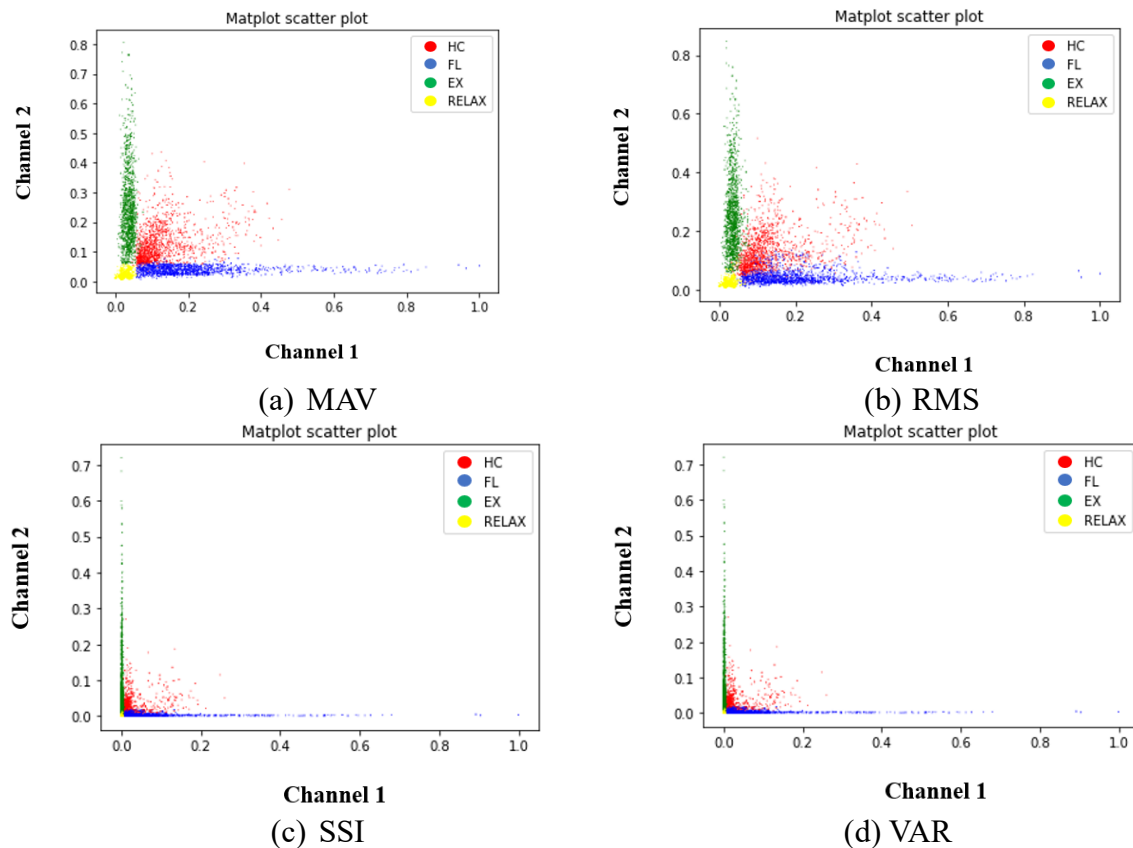 Matplot scatter plot
0.8
0.7
0.6
0.5
0.4
0.3
0.2
0.1
0.0
0.0 0.2 0.4 0.6 0.8 1.0
HC
FL
EX
RELAX
Channel 2
Channel 1
(a) MAV
Matplot scatter plot
0.8
0.6
0.4
0.2
0.0
0.0 0.2 0.4 0.6 0.8 1.0
HC
FL
EX
RELAX
Channel 2
Channel 1
(b) RMS
Matplot scatter plot
0.7
0.6
0.5
0.4
0.3
0.2
0.1
0.0
0.0 0.2 0.4 0.6 0.8 1.0
HC
FL
EX
RELAX
Channel 2
Channel 1
(c) SSI
Matplot scatter plot
0.7
0.6
0.5
0.4
0.3
0.2
0.1
0.0
0.0 0.2 0.4 0.6 0.8 1.0
HC
FL
EX
RELAX
Channel 2
Channel 1
(d) VAR